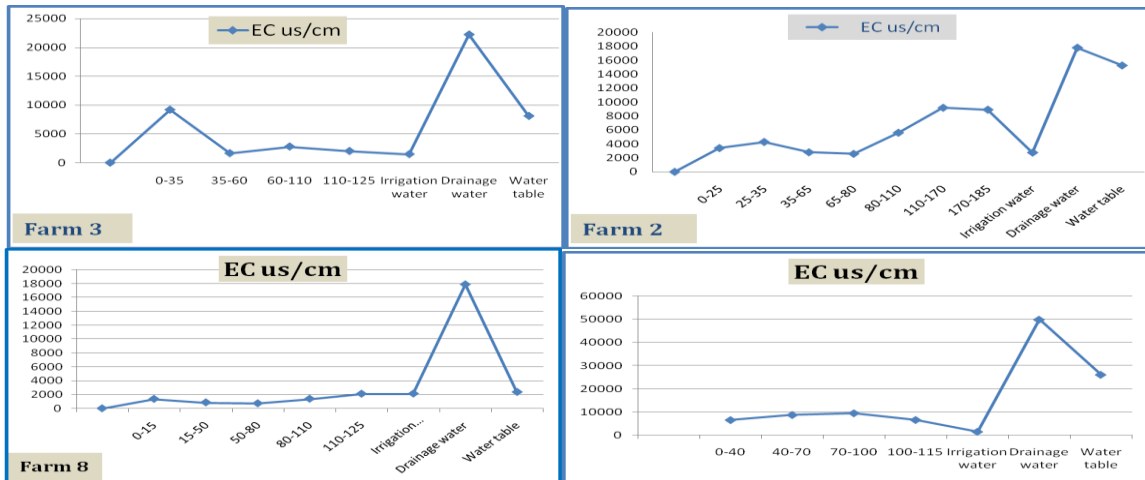 25000
20000
15000
10000
5000
0
EC us/cm
0-35
35-60
60-110
110-125
Irrigation
water
Drainage
water
Water
table
Farm 3
20000
18000
16000
14000
12000
10000
8000
6000
4000
2000
0
EC us/cm
0-25
25-35
35-65
65-80
80-110
110-170
170-185
Irrigation water
Drainage water
Water table
Farm 2
EC us/cm
20000
18000
16000
14000
12000
10000
8000
6000
4000
2000
0
0-15
15-50
50-80
80-110
110-125
Irrigation...
Drainage water
Water table
Farm 8
EC us/cm
60000
50000
40000
30000
20000
10000
0
0-40
40-70
70-100
100-115
Irrigation
water
Drainage
water
Water
table